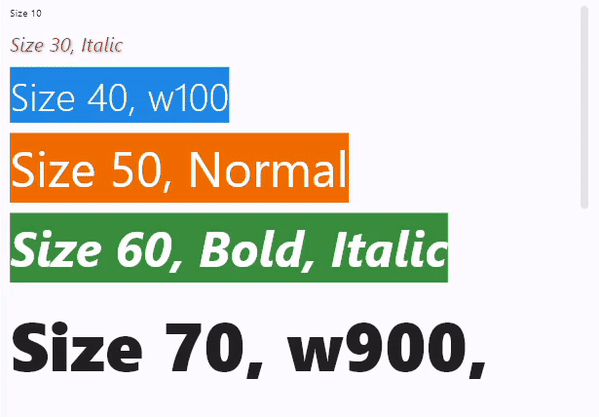 Size 10
Size 30, Italic
Size 40, w100
Size 50, Normal
Size 60, Bold, Italic
Size 70, w900,